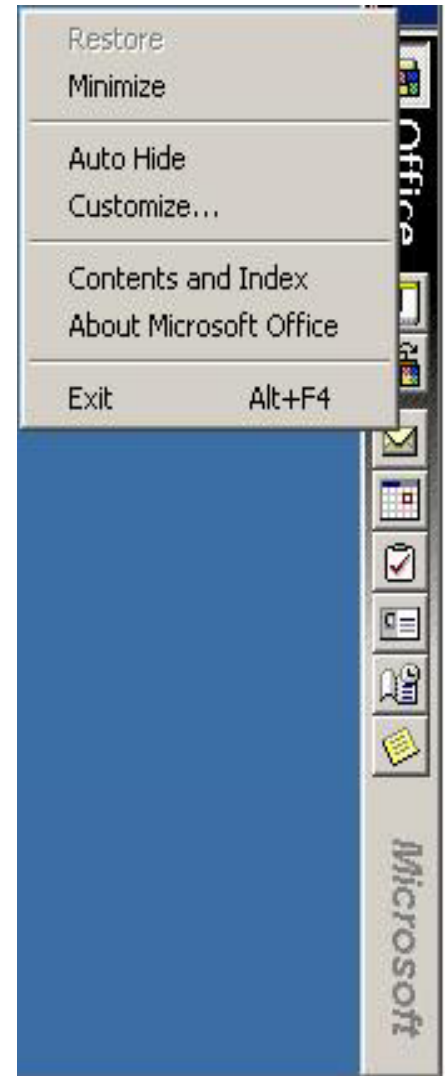 Restore
Minimize
Auto Hide
Customize...
Contents and Index
About Microsoft Office
Exit Alt+F4
Office
Microsoft